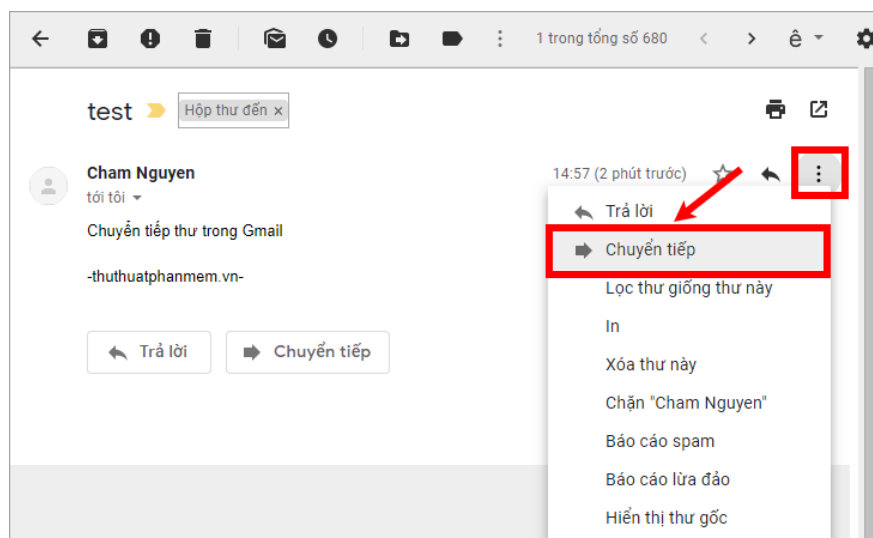 1 trong tổng số 680
ê
test
Hộp thư đến x
Cham Nguyen
14:57 (2 phút trước)
tới tôi
Chuyển tiếp thư trong Gmail
-thuthuatphanmem.vn-
Trả lời
Chuyển tiếp
Trả lời
Chuyển tiếp
Lọc thư giống thư này
In
Xóa thư này
Chặn "Cham Nguyen"
Báo cáo spam
Báo cáo lừa đảo
Hiển thị thư gốc